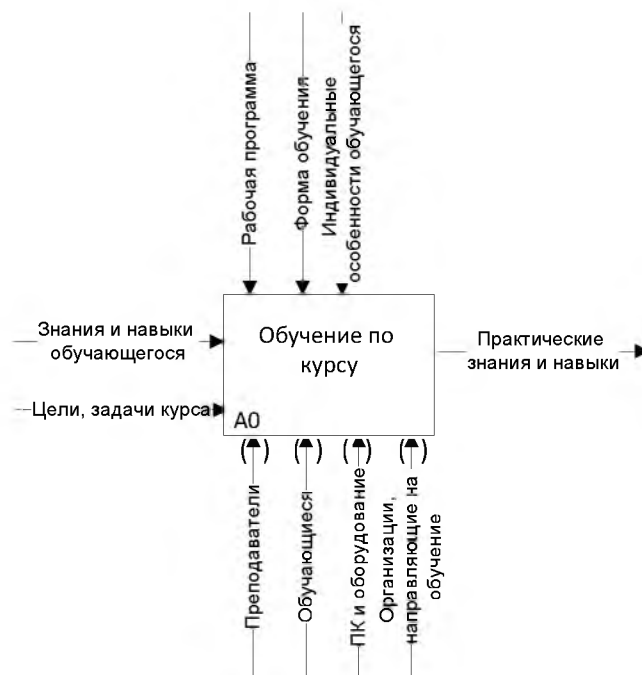 Рабочая программа
Форма обучения
Индивидуальные
особенности обучающегося
Знания и навыки
обучающегося
Обучение по
курсу
Практические
знания и навыки
Цели, задачи курса
А0
Преподаватели
Обучающиеся
ПК и оборудование
Организации,
направляющие на
обучение